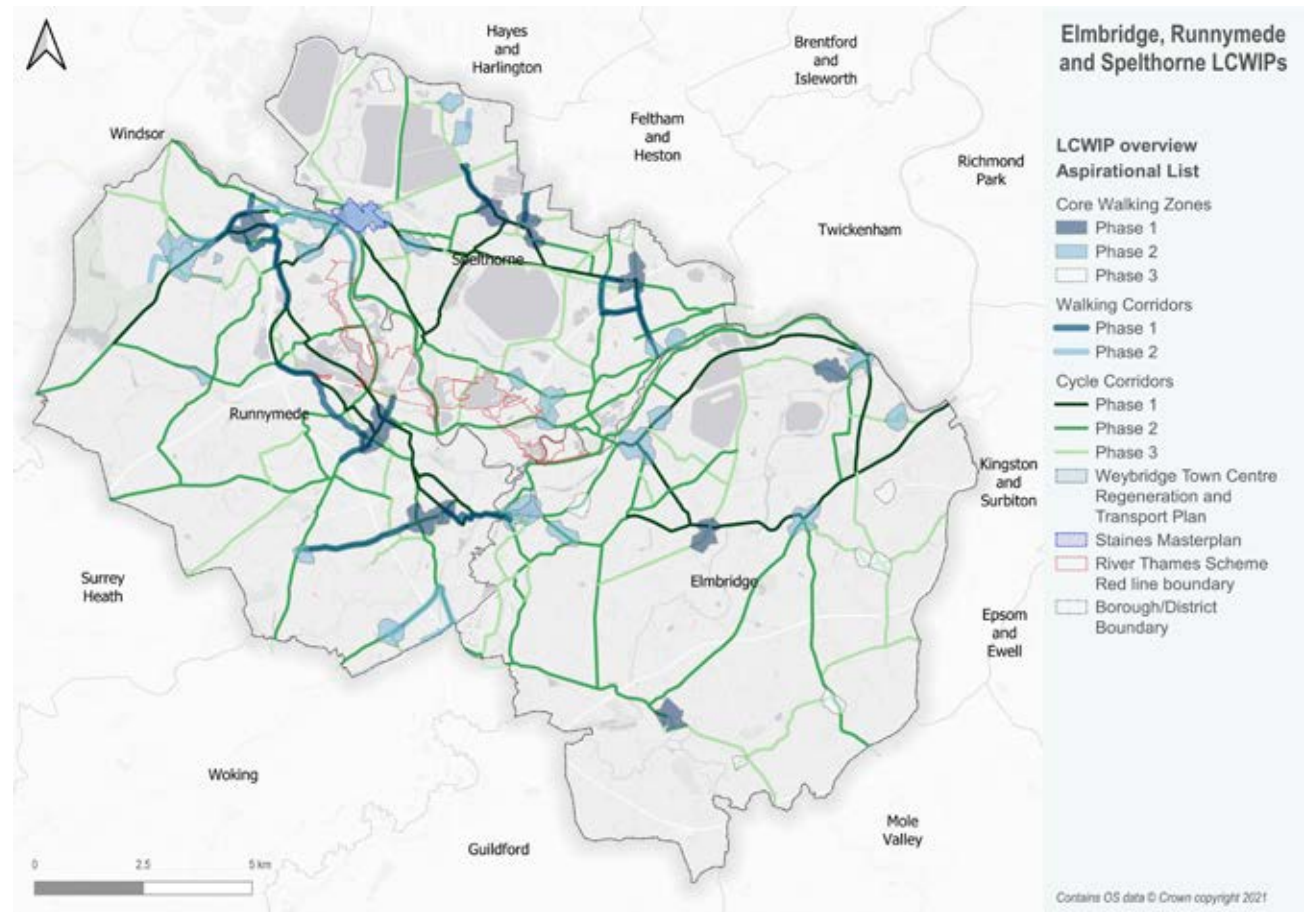 Elmbridge, Runnymede
and Spelthorne LCWIPs
LCWIP overview
Aspirational List
Core Walking Zones
Phase 1
Phase 2
Phase 3
Walking Corridors
Phase 1
Phase 2
Cycle Corridors
Phase 1
Phase 2
Phase 3
Weybridge Town Centre
Regeneration and
Transport Plan
Staines Masterplan
River Thames Scheme
Red line boundary
Borough/District
Boundary
Contains OS data © Crown copyright 2021
Hayes
and
Harlington
Brentford
and
Isleworth
Windsor
Feltham
and
Heston
Richmond
Park
Twickenham
Spelthorne
Runnymede
Kingston
and
Surbiton
Surrey
Heath
Elmbridge
Epsom
and
Ewell
Woking
Mole
Valley
Guildford
0 2.5 5 km